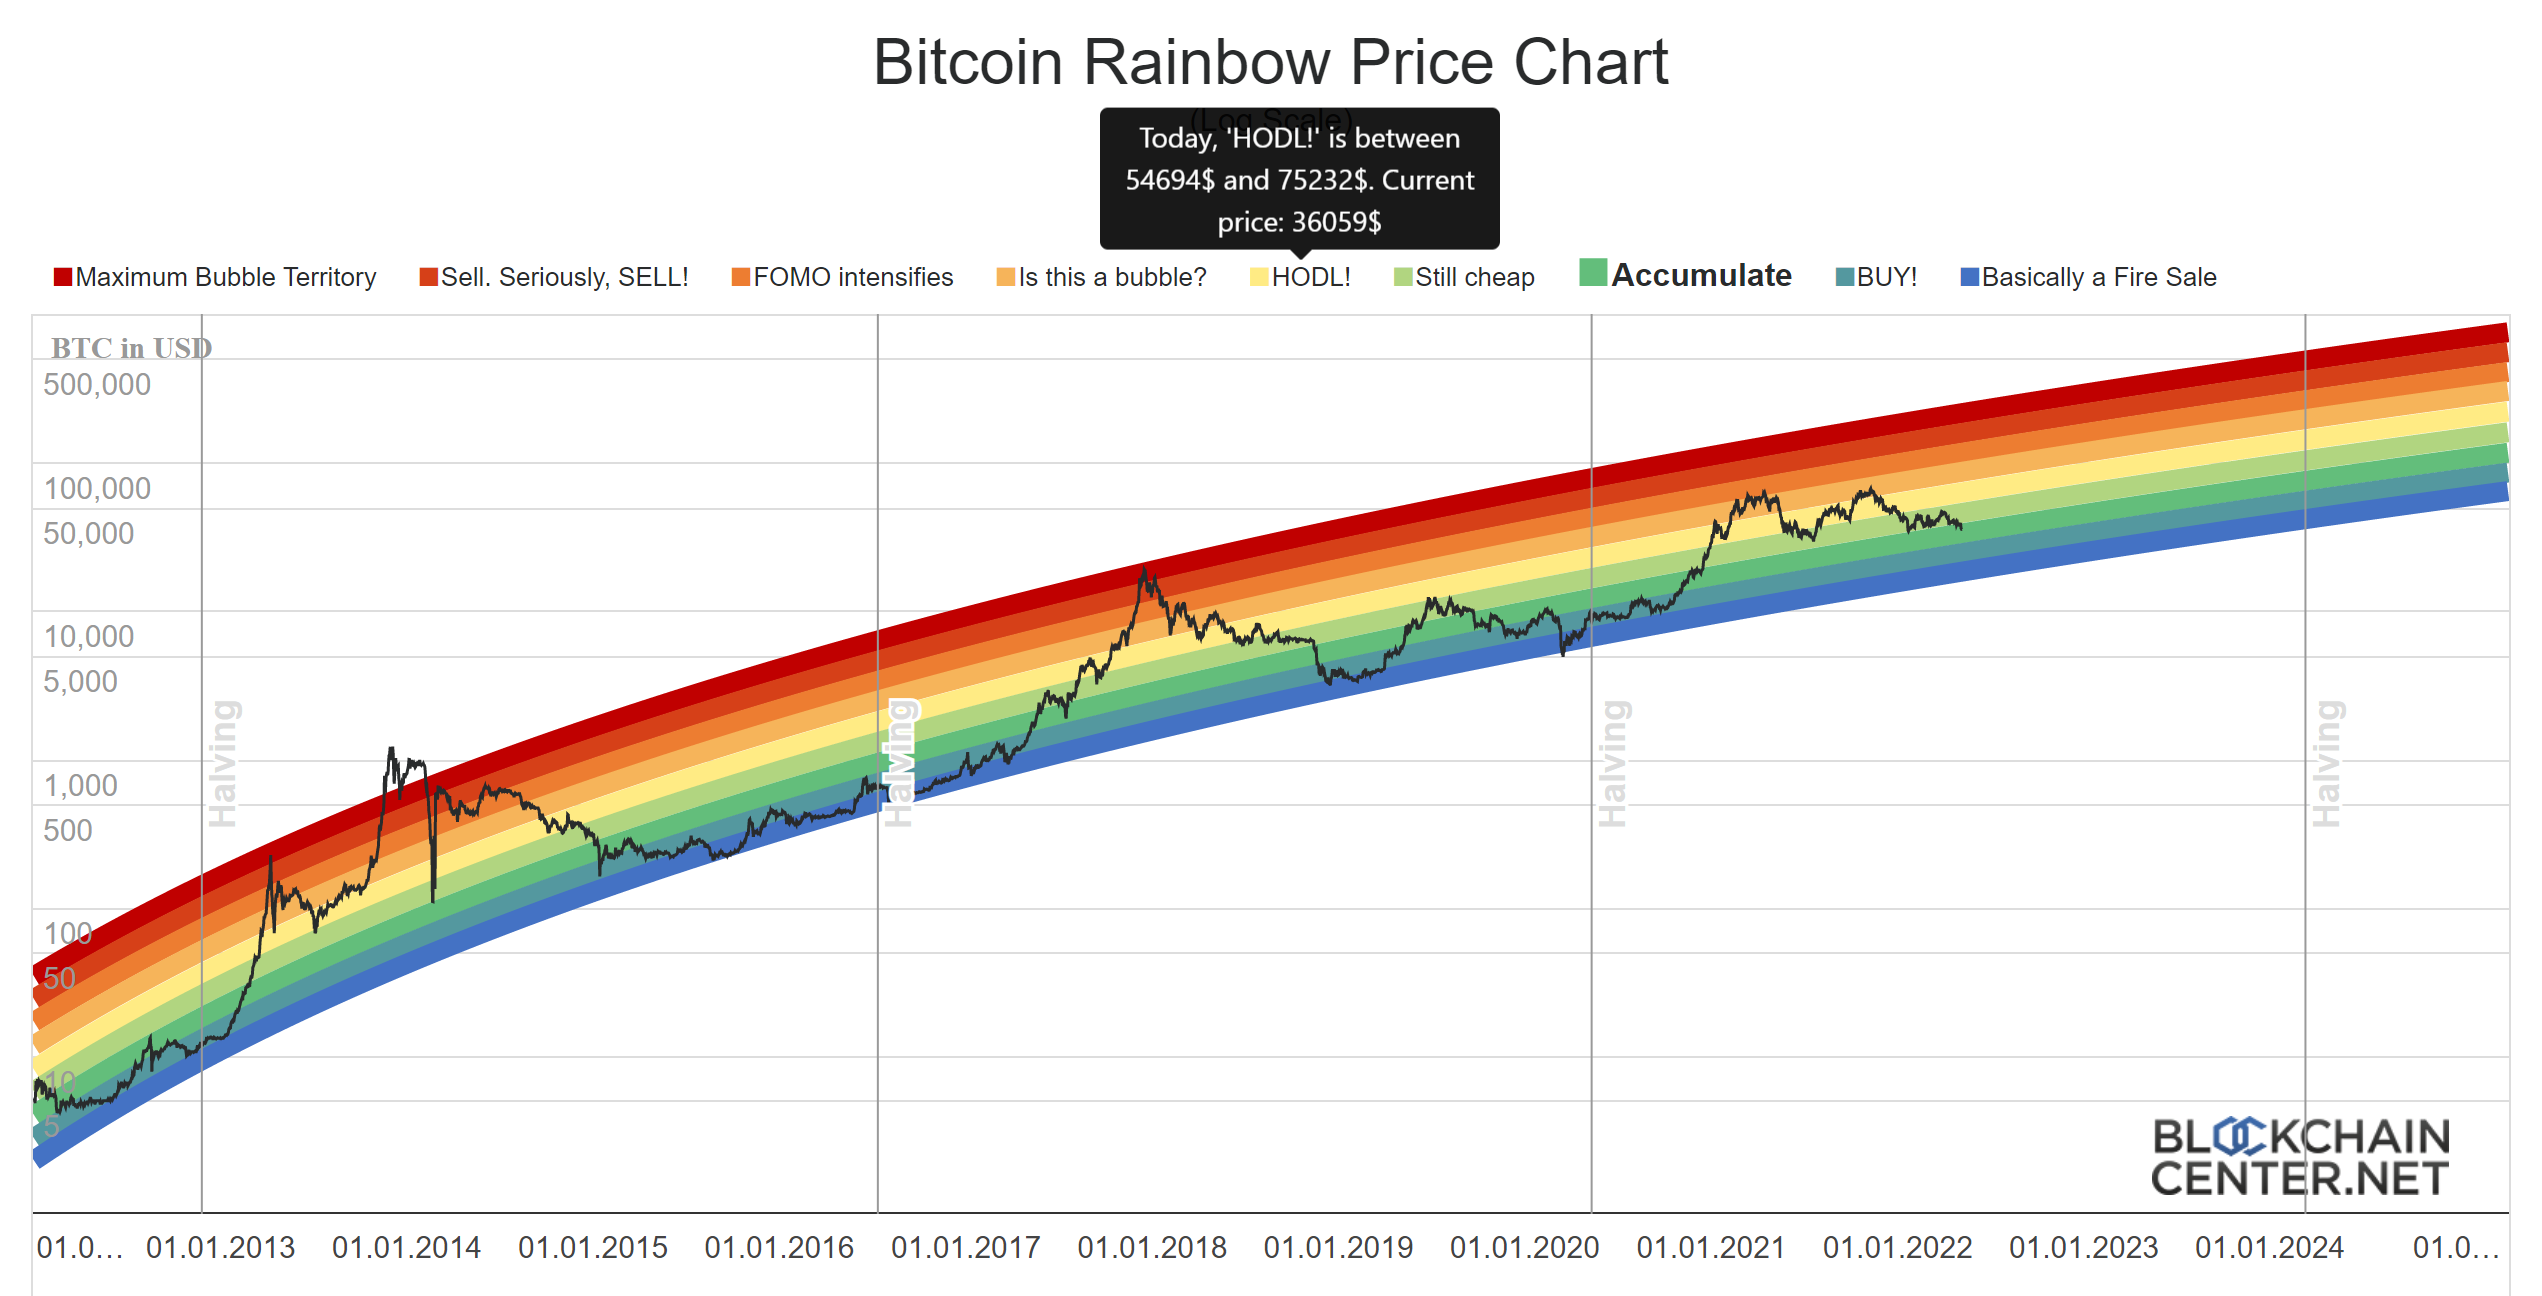 Bitcoin Rainbow Price Chart
(Log Scale)
Today, 'HODL!' is between
54694$ and 75232$. Current
price: 36059$
Maximum Bubble Territory Sell. Seriously, SELL! FOMO intensifies Is this a bubble? HODL! Still cheap Accumulate BUY! Basically a Fire Sale
BTC in USD
500,000
100,000
50,000
10,000
5,000
1,000
500
100
50
10
5
Halving
Halving
Halving
Halving
BLOCKCHAIN
CENTER.NET
01.0… 01.01.2013 01.01.2014 01.01.2015 01.01.2016 01.01.2017 01.01.2018 01.01.2019 01.01.2020 01.01.2021 01.01.2022 01.01.2023 01.01.2024 01.0…